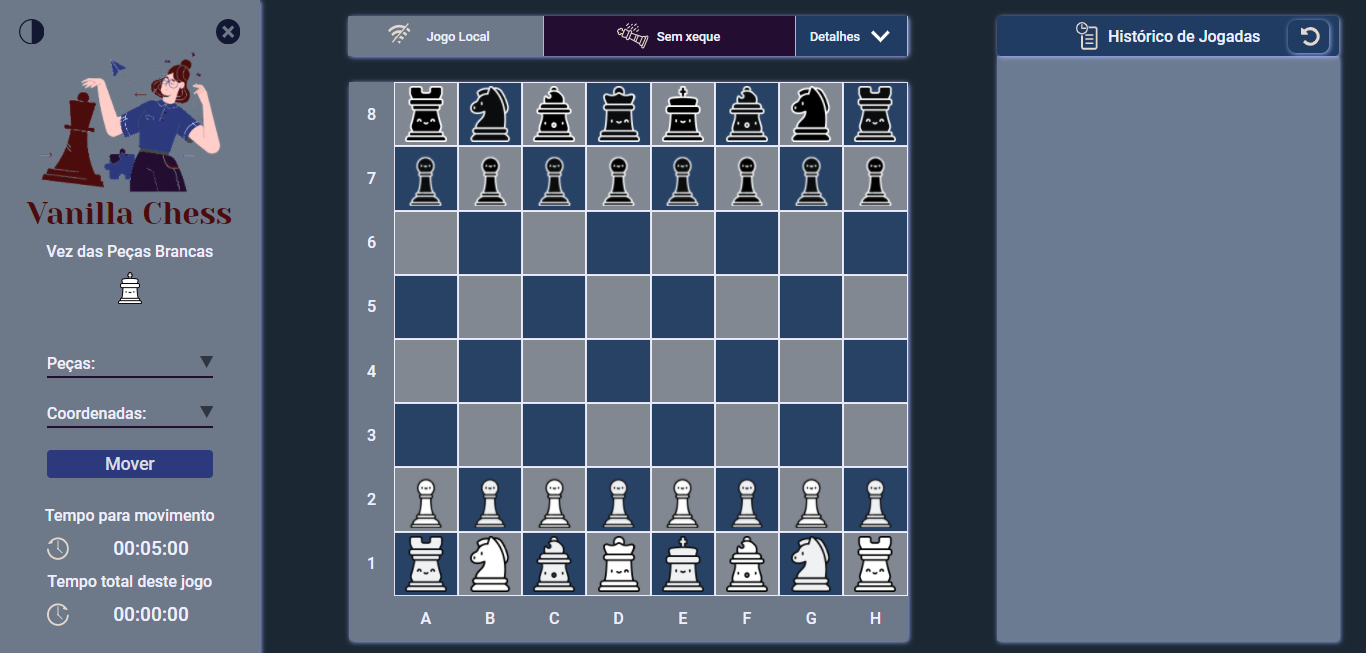 Vanilla Chess
Vez das Peças Brancas
Peças:
Coordenadas:
Mover
Tempo para movimento
00:05:00
Tempo total deste jogo
00:00:00
Jogo Local
Sem xeque
Detalhes
8
7
6
5
4
3
2
1
A B C D E F G H
Histórico de Jogadas